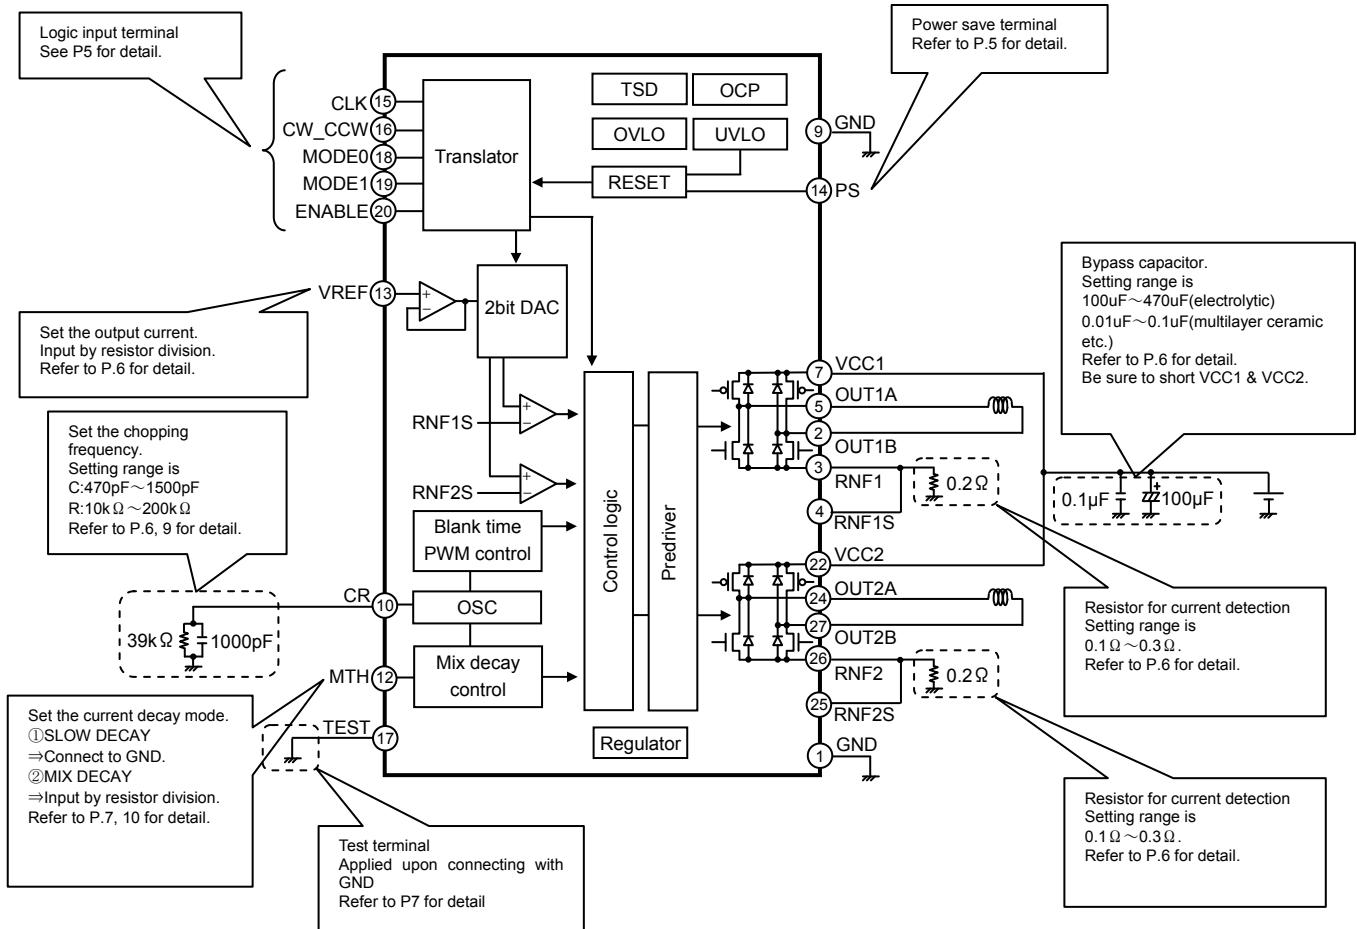 Logic input terminal
See P5 for detail.
Power save terminal
Refer to P.5 for detail.
CLK 15
CW_CCW 16
MODE0 18
MODE1 19
ENABLE 20
Translator
TSD
OCP
OVLO
UVLO
RESET
9 GND
14 PS
VREF 13
+
−
2bit DAC
Set the output current.
Input by resistor division.
Refer to P.6 for detail.
Bypass capacitor.
Setting range is
100uF～470uF(electrolytic)
0.01uF～0.1uF(multilayer ceramic
etc.)
Refer to P.6 for detail.
Be sure to short VCC1 & VCC2.
Set the chopping
frequency.
Setting range is
C:470pF～1500pF
R:10kΩ～200kΩ
Refer to P.6, 9 for detail.
RNF1S
+
−
RNF2S
+
−
Blank time
PWM control
OSC
Mix decay
control
Control logic
Predriver
Regulator
7 VCC1
5 OUT1A
2 OUT1B
3 RNF1
4 RNF1S
0.2Ω
0.1µF
+
100µF
22 VCC2
24 OUT2A
27 OUT2B
26 RNF2
25 RNF2S
0.2Ω
1 GND
CR 10
39kΩ
1000pF
MTH 12
TEST 17
Set the current decay mode.
①SLOW DECAY
⇒Connect to GND.
②MIX DECAY
⇒Input by resistor division.
Refer to P.7, 10 for detail.
Test terminal
Applied upon connecting with
GND
Refer to P7 for detail
Resistor for current detection
Setting range is
0.1Ω～0.3Ω.
Refer to P.6 for detail.
Resistor for current detection
Setting range is
0.1Ω～0.3Ω.
Refer to P.6 for detail.